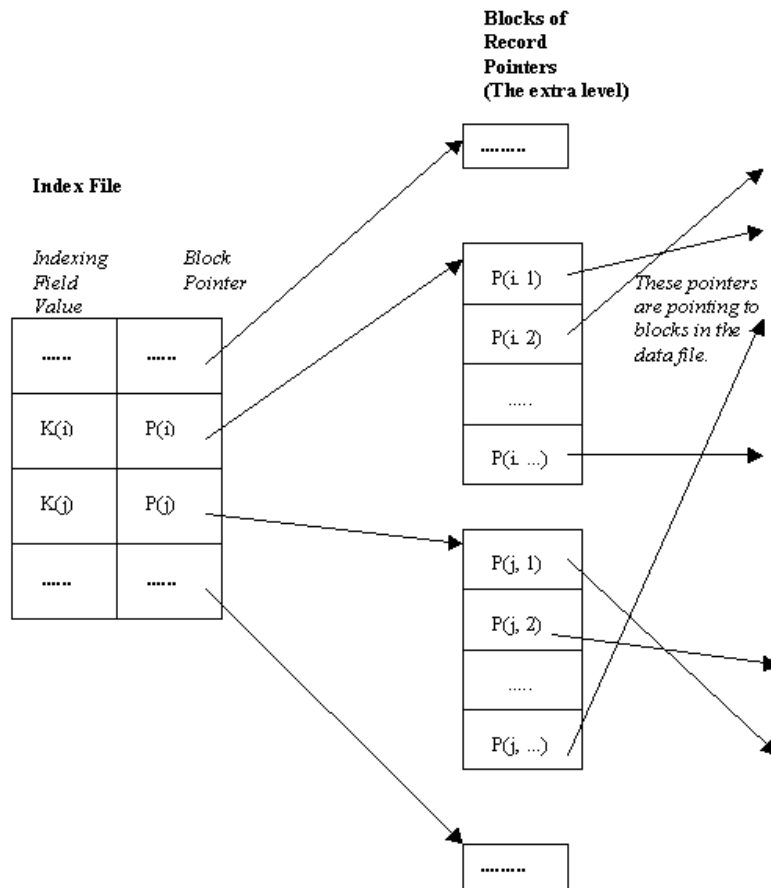 Blocks of
Record
Pointers
(The extra level)
.........
Index File
Indexing
Field
Value
Block
Pointer
......
......
K(i)
P(i)
K(j)
P(j)
......
......
P(i. 1)
P(i. 2)
.....
P(i. ...)
These pointers
are pointing to
blocks in the
data file.
P(j, 1)
P(j, 2)
.....
P(j, ...)
.........